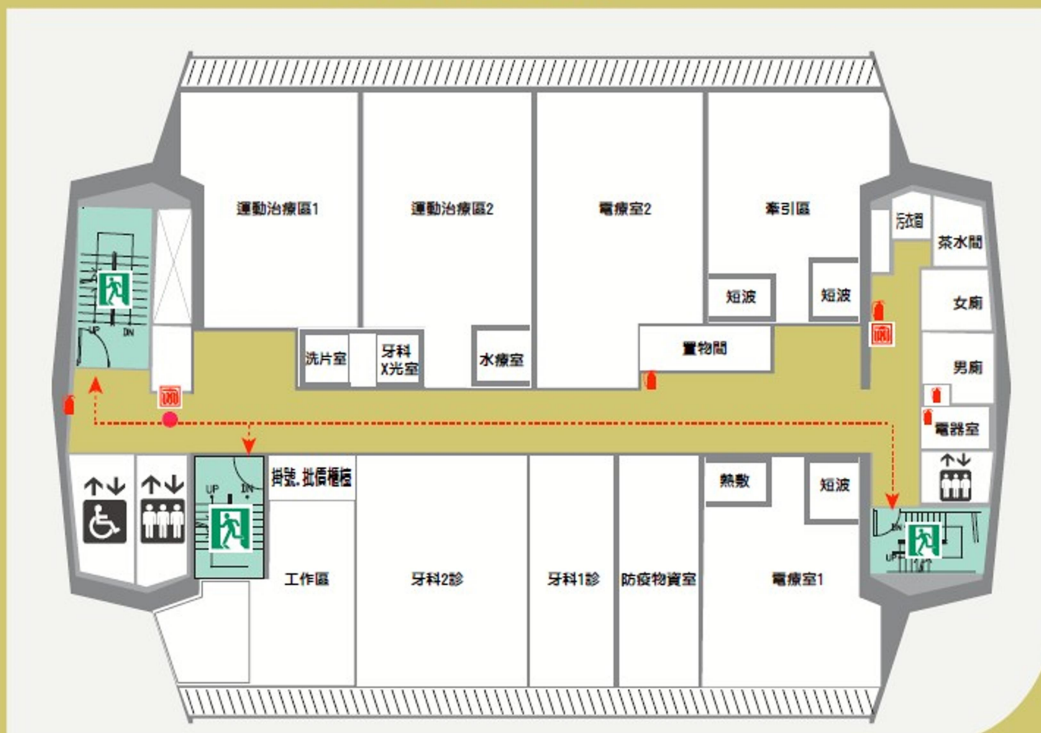 運動治療區1
運動治療區2
電療室2
牽引區
污衣間
茶水間
短波
短波
女廁
UP DN
洗片室
牙科
X光室
水療室
置物間
男廁
電器室
掛號.批價櫃檯
熱敷
短波
UP DN
DN
UP
工作區
牙科2診
牙科1診
防疫物資室
電療室1